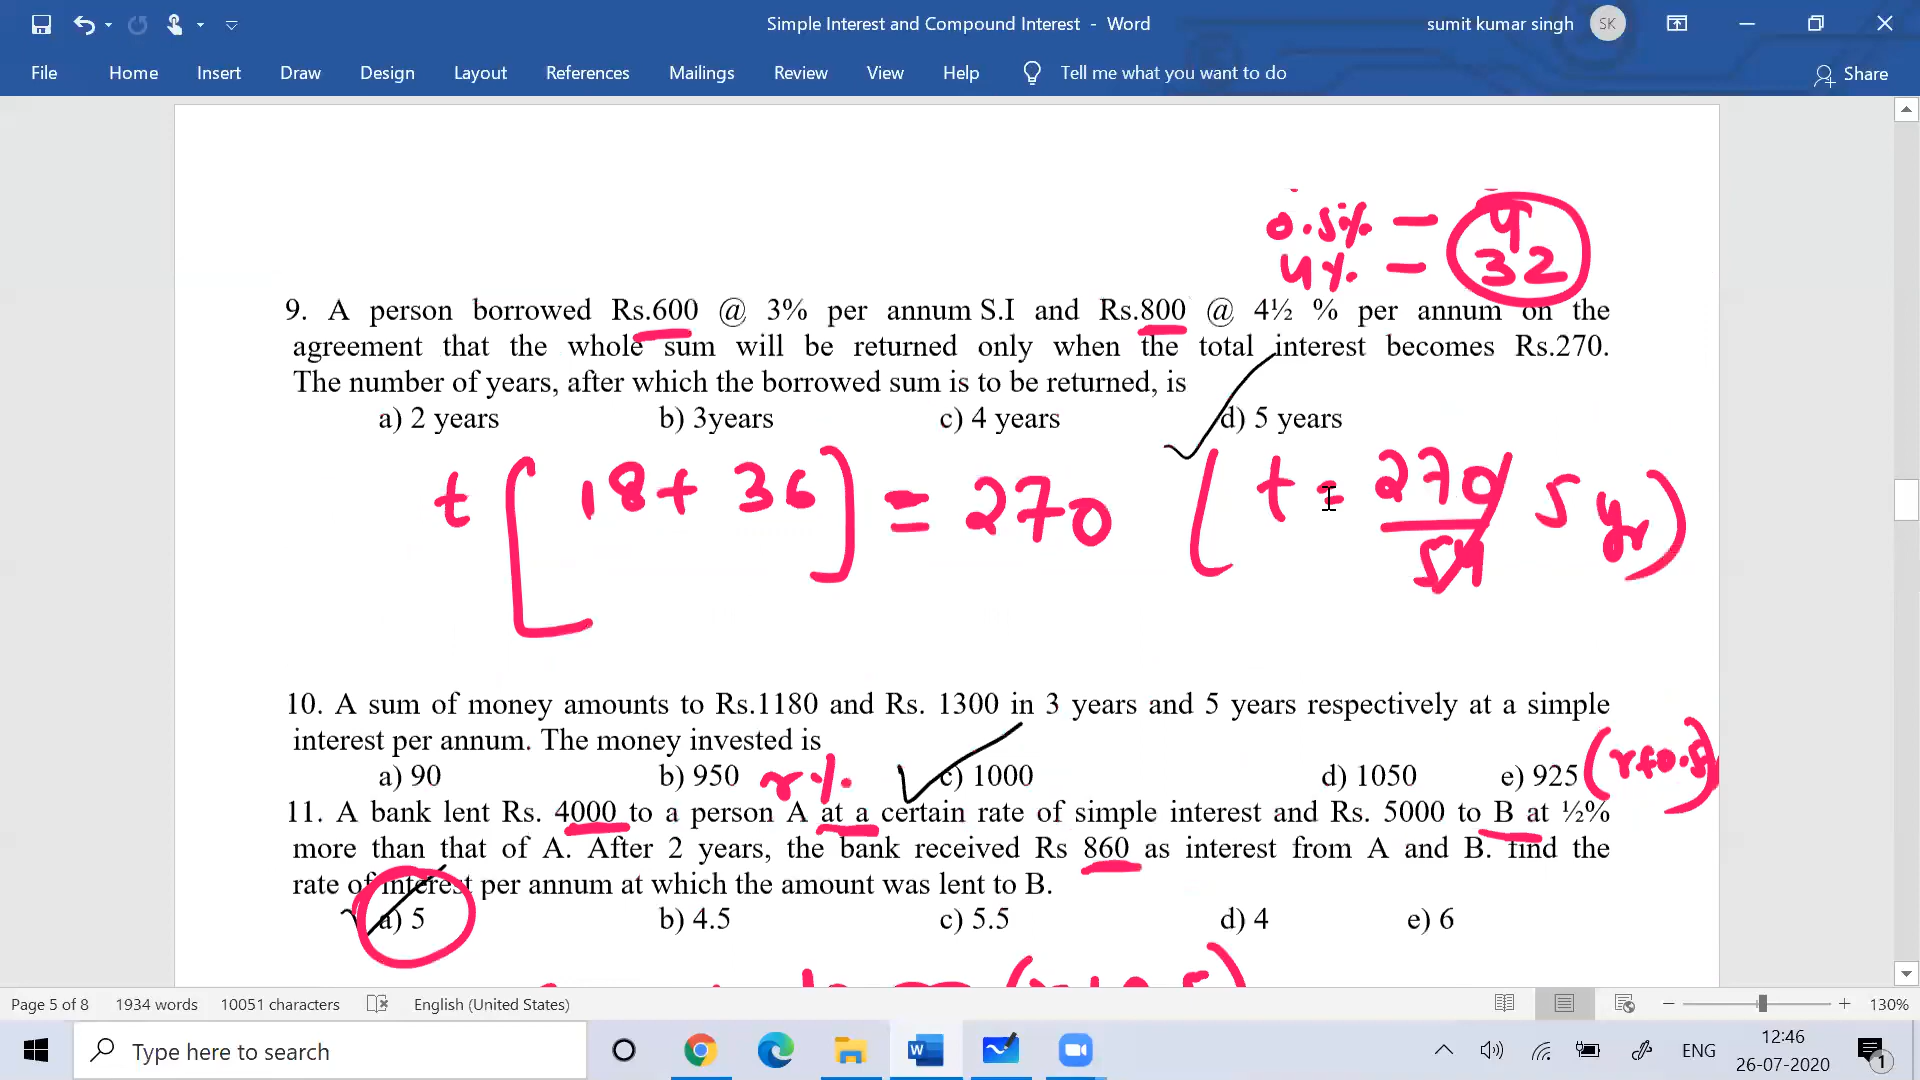 Simple Interest and Compound Interest - Word
sumit kumar singh SK
File Home Insert Draw Design Layout References Mailings Review View Help Tell me what you want to do Share
0.5% = 4
4% = 32
9. A person borrowed Rs.600 @ 3% per annum S.I and Rs.800 @ 4½ % per annum on the
agreement that the whole sum will be returned only when the total interest becomes Rs.270.
The number of years, after which the borrowed sum is to be returned, is
a) 2 years b) 3years c) 4 years d) 5 years
t [ 18 + 36 ] = 270 ( t = 270/54 5 yr )
10. A sum of money amounts to Rs.1180 and Rs. 1300 in 3 years and 5 years respectively at a simple
interest per annum. The money invested is
a) 90 b) 950 r% c) 1000 d) 1050 e) 925 (r+0.5)
11. A bank lent Rs. 4000 to a person A at a certain rate of simple interest and Rs. 5000 to B at ½%
more than that of A. After 2 years, the bank received Rs 860 as interest from A and B. find the
rate of interest per annum at which the amount was lent to B.
a) 5 b) 4.5 c) 5.5 d) 4 e) 6
Page 5 of 8 1934 words 10051 characters English (United States) 130%
Type here to search ENG 12:46
26-07-2020 1